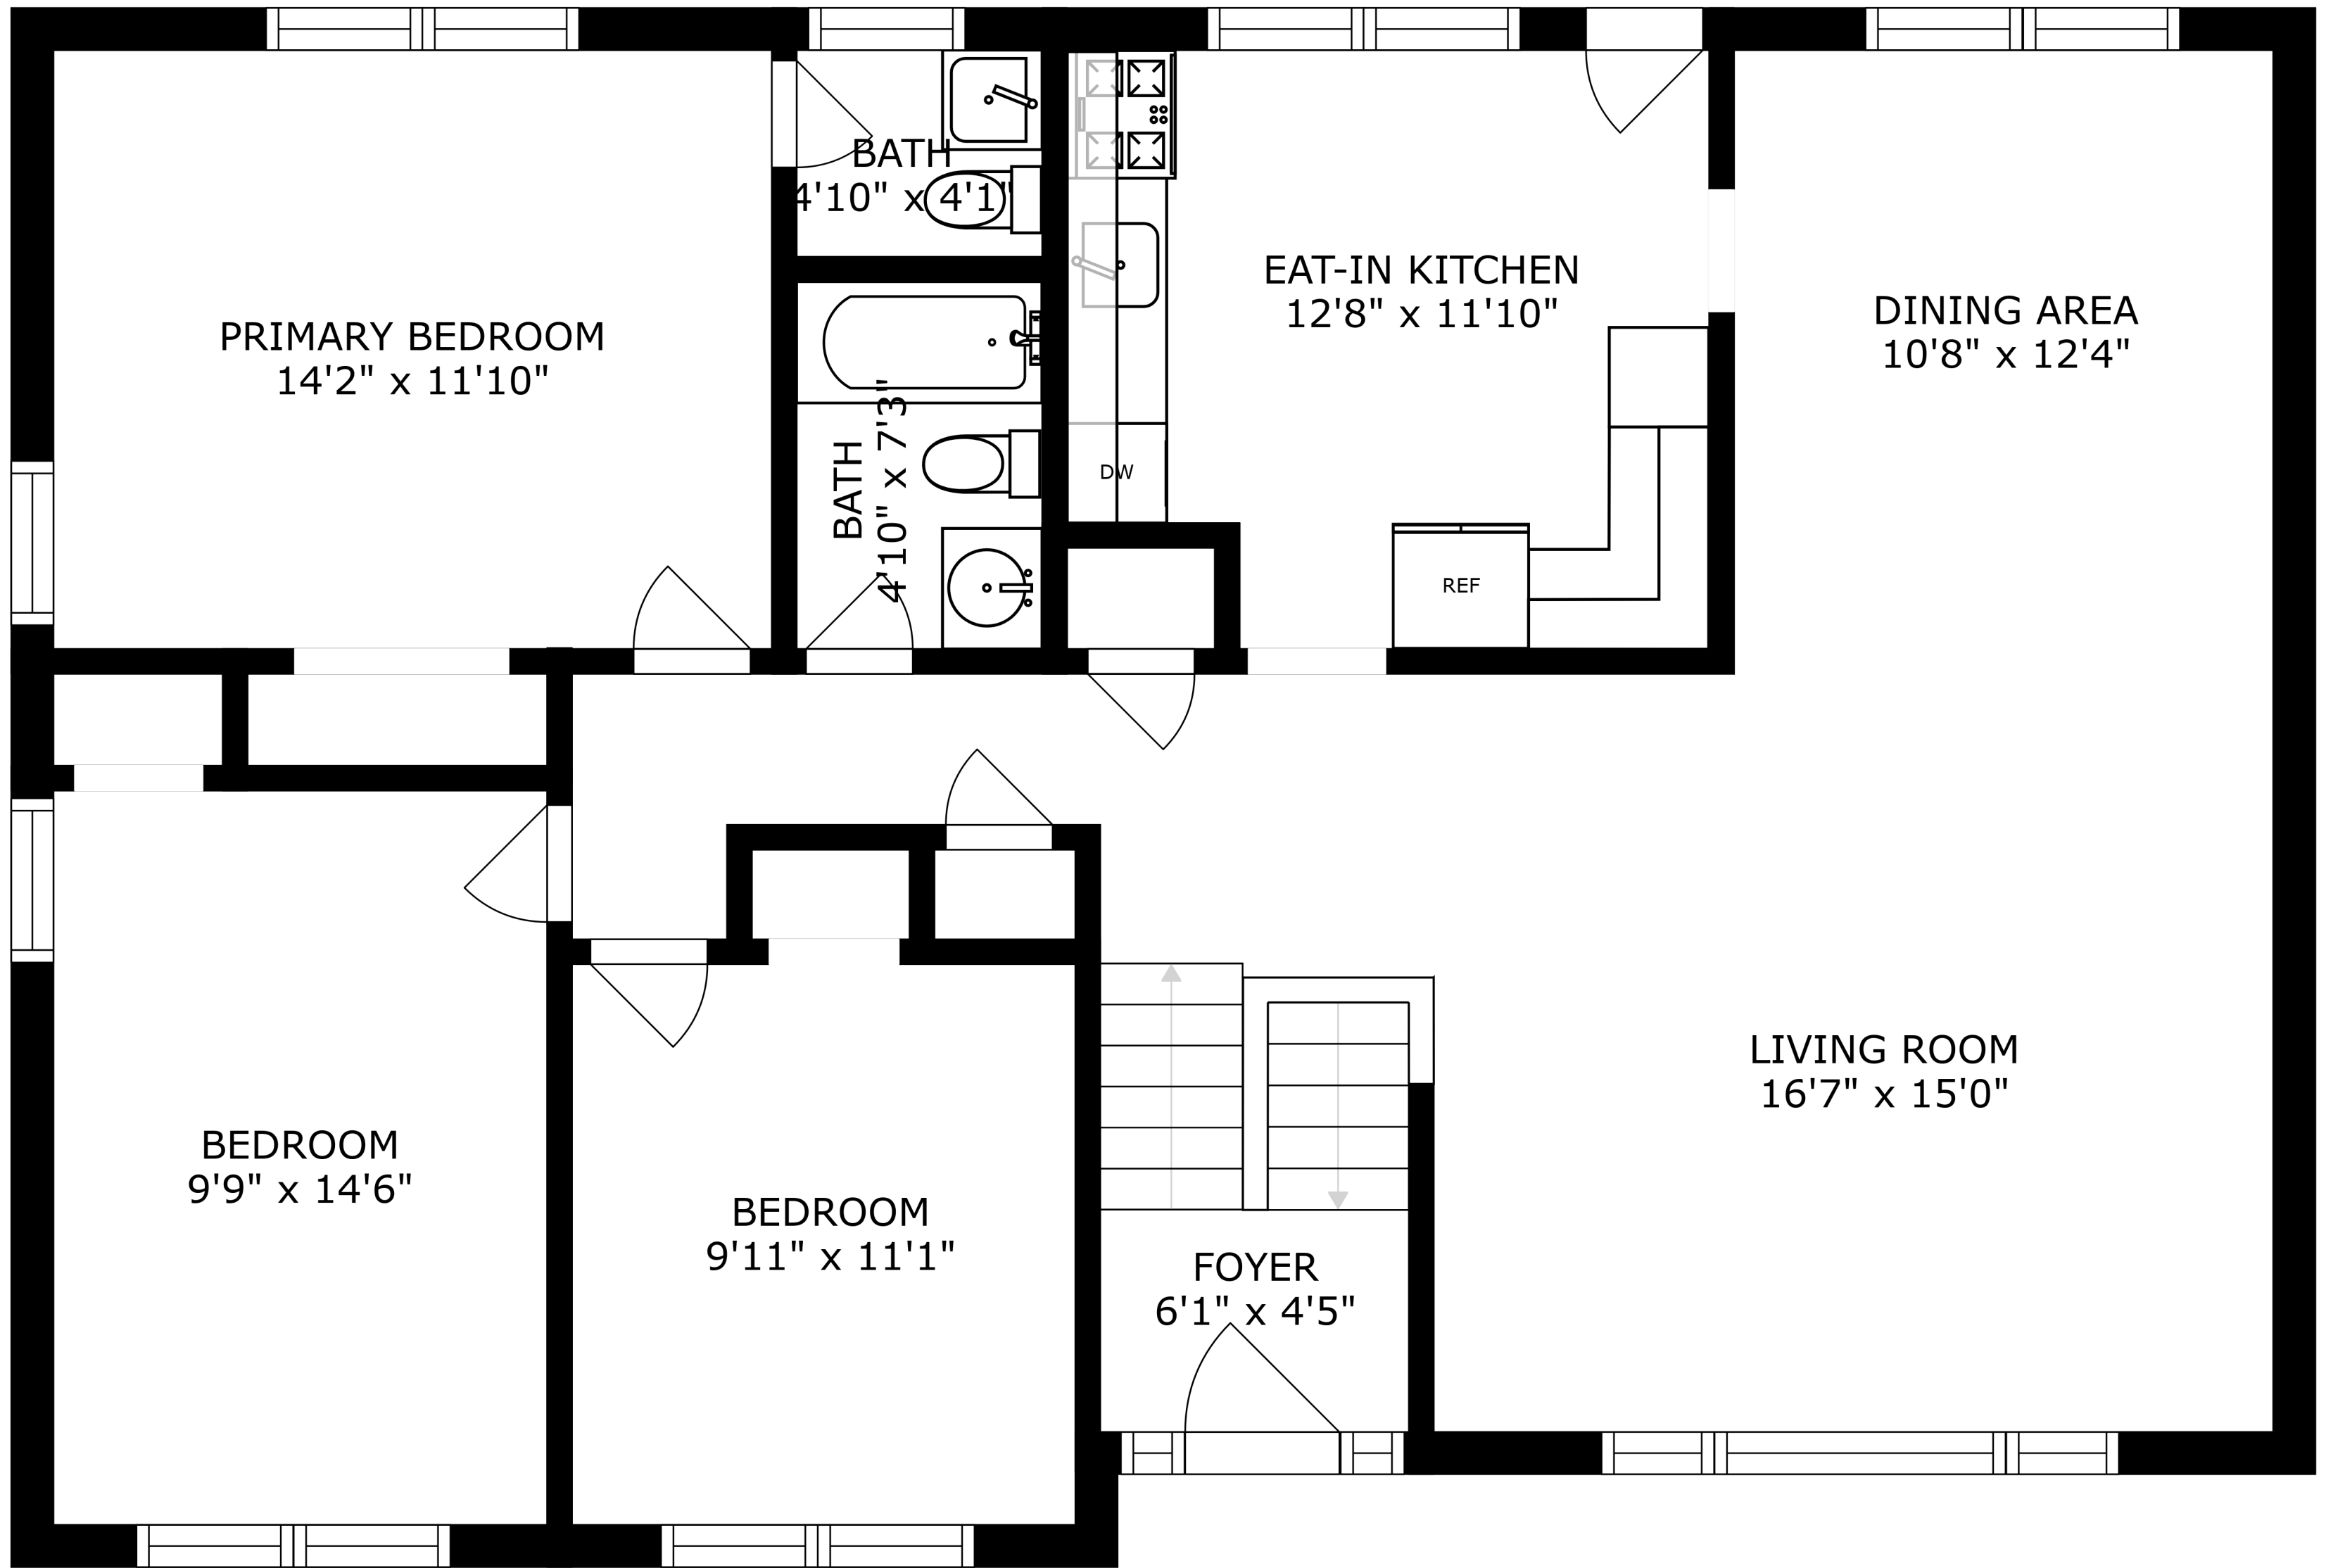 BATH
4'10" x 4'1"
EAT-IN KITCHEN
12'8" x 11'10"
PRIMARY BEDROOM
14'2" x 11'10"
DINING AREA
10'8" x 12'4"
BATH
4'10" x 7'3"
DW
REF
LIVING ROOM
16'7" x 15'0"
BEDROOM
9'9" x 14'6"
BEDROOM
9'11" x 11'1"
FOYER
6'1" x 4'5"